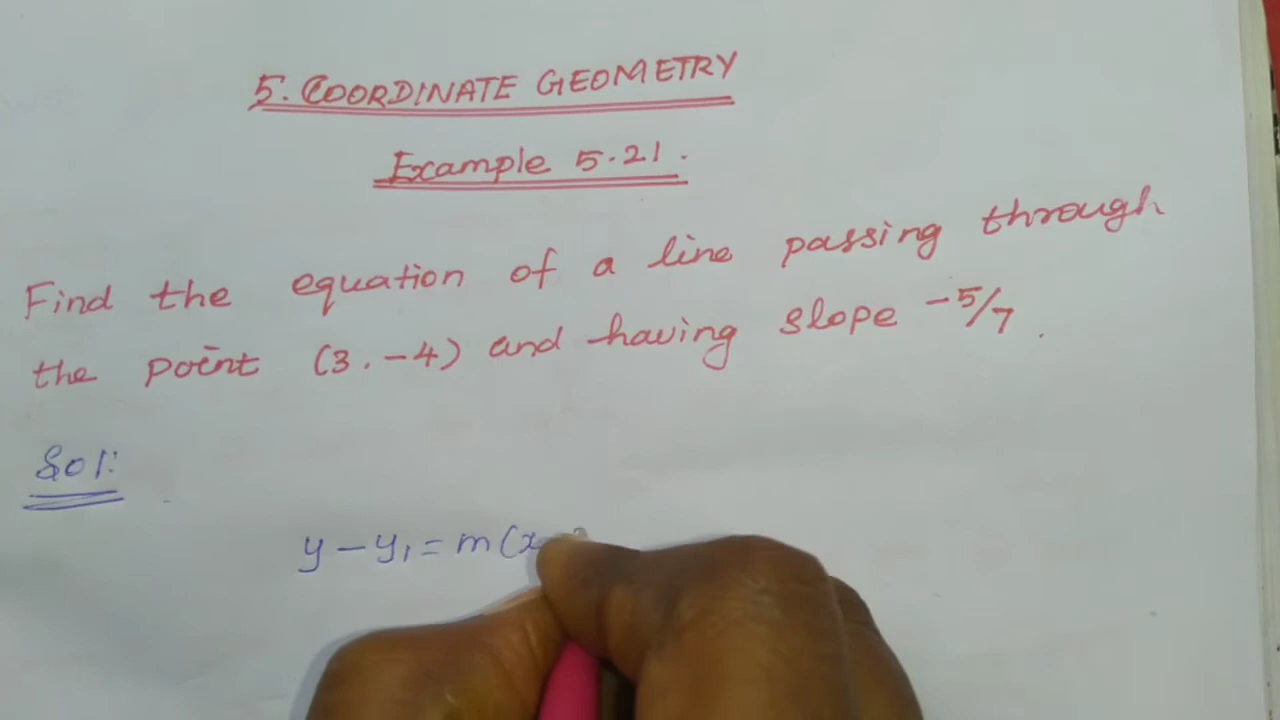 5. COORDINATE GEOMETRY
Example 5.21.
Find the equation of a line passing through
the point (3.-4) and having slope -5/7.
Sol:
y-y₁=m(x